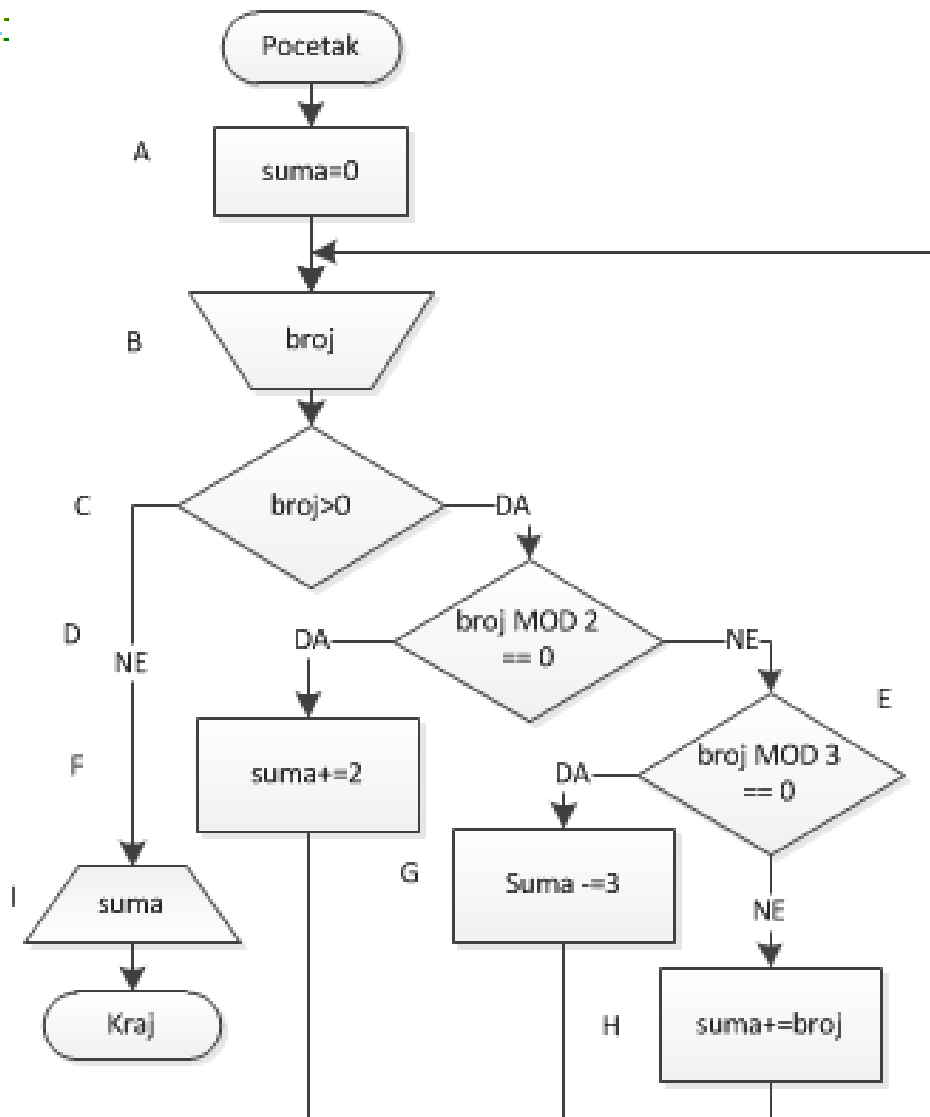 Pocetak
A
suma=0
B
broj
C
broj>0
DA
D
NE
DA
broj MOD 2
== 0
NE
E
F
suma+=2
DA
broj MOD 3
== 0
I
suma
G
Suma -=3
NE
Kraj
H
suma+=broj